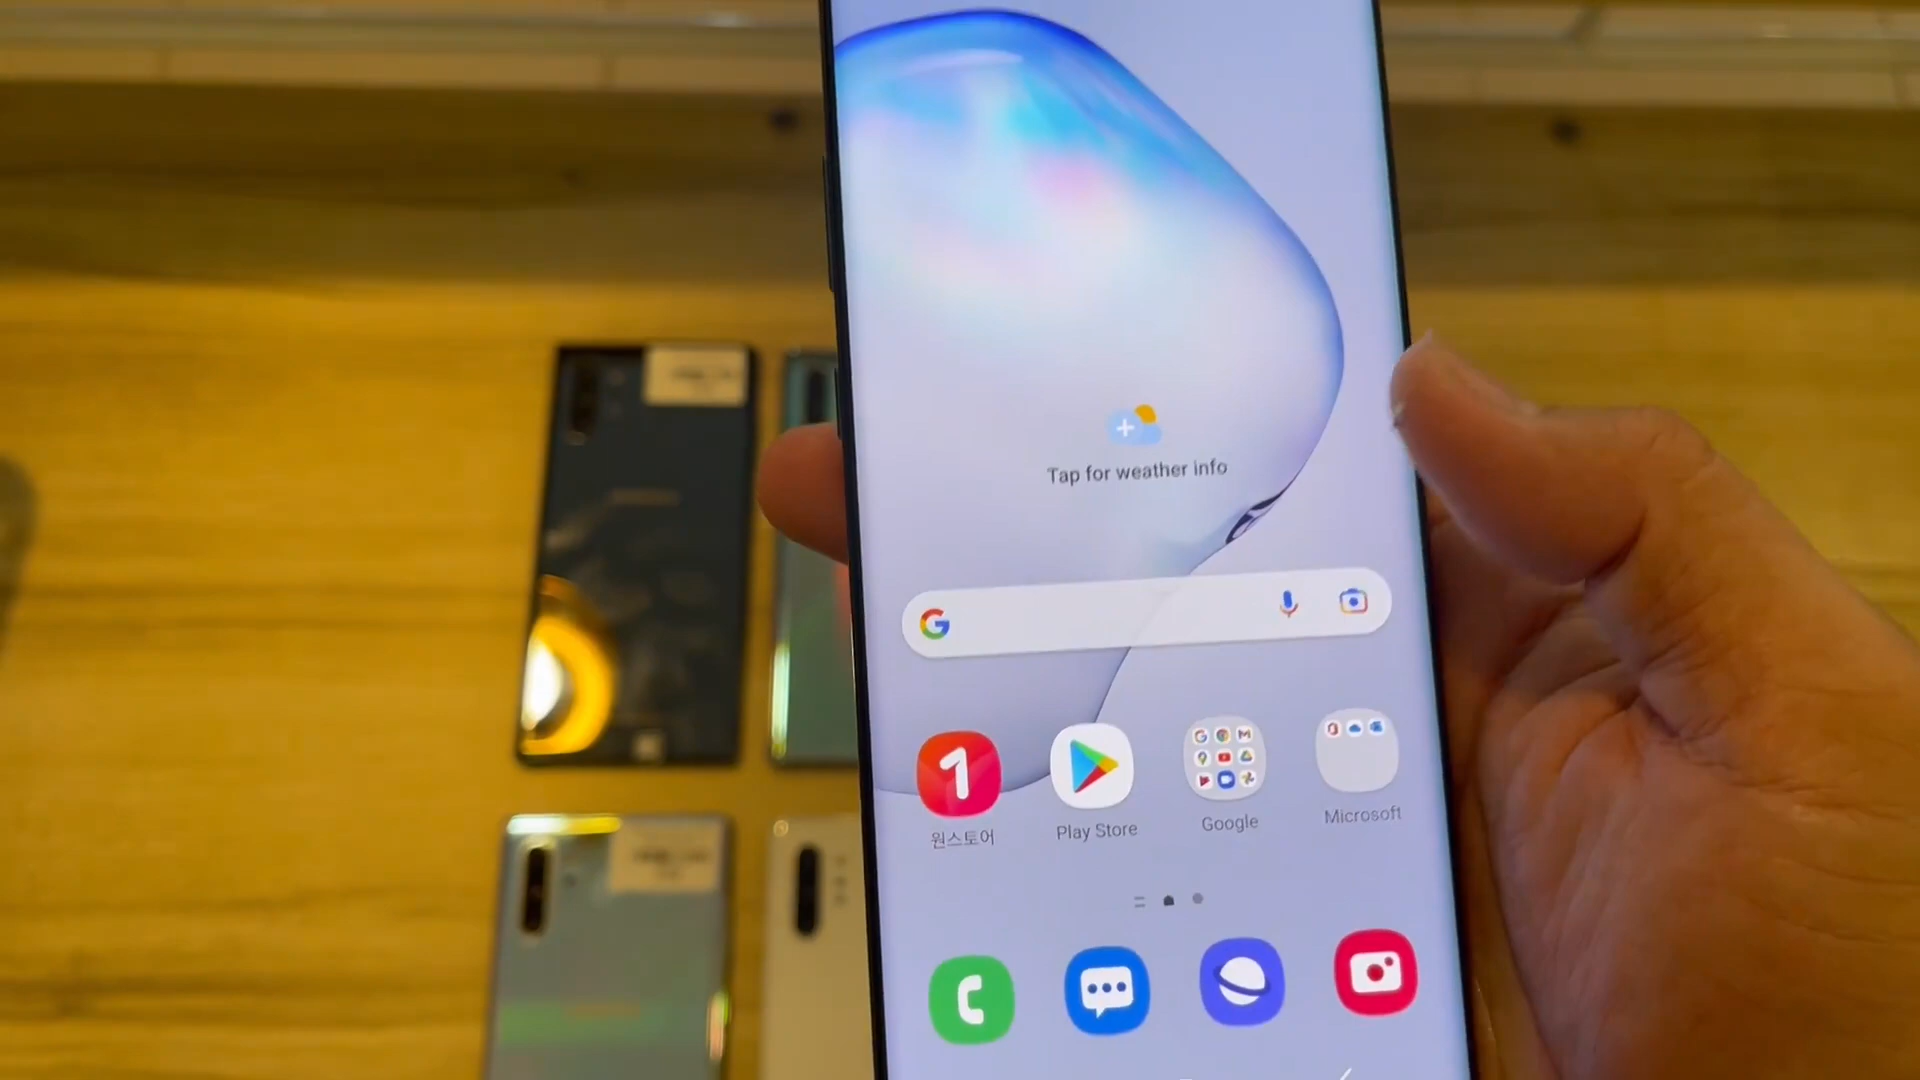 Tap for weather info
원스토어
Play Store
Google
Microsoft